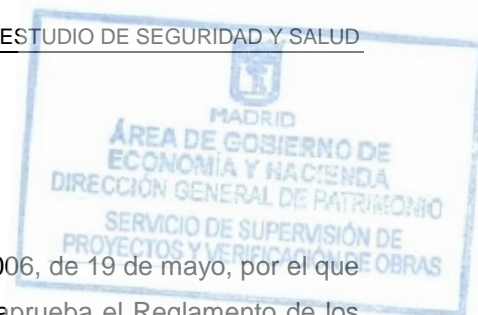 ESTUDIO DE SEGURIDAD Y SALUD
MADRID
ÁREA DE GOBIERNO DE
ECONOMÍA Y HACIENDA
DIRECCIÓN GENERAL DE PATRIMONIO
SERVICIO DE SUPERVISIÓN DE
PROYECTOS Y VERIFICACIÓN DE OBRAS
006, de 19 de mayo, por el que
aprueba el Reglamento de los